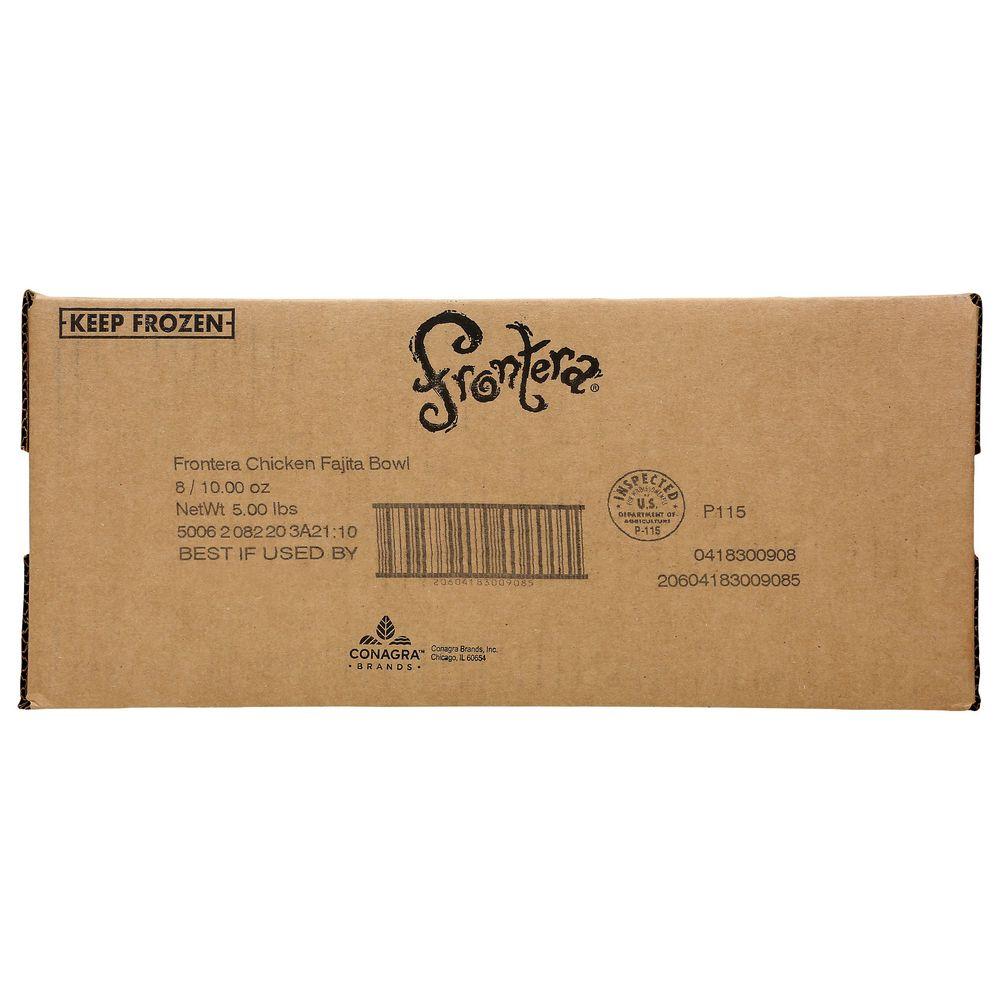 KEEP FROZEN
Frontera®
Frontera Chicken Fajita Bowl
8 / 10.00 oz
NetWt 5.00 lbs
5006 2 082 20 3A21:10
BEST IF USED BY
20604183009085
INSPECTED
U.S.
DEPARTMENT OF
AGRICULTURE
P-115
P115
0418300908
20604183009085
CONAGRA™
• BRANDS •
Conagra Brands, Inc.
Chicago, IL 60654